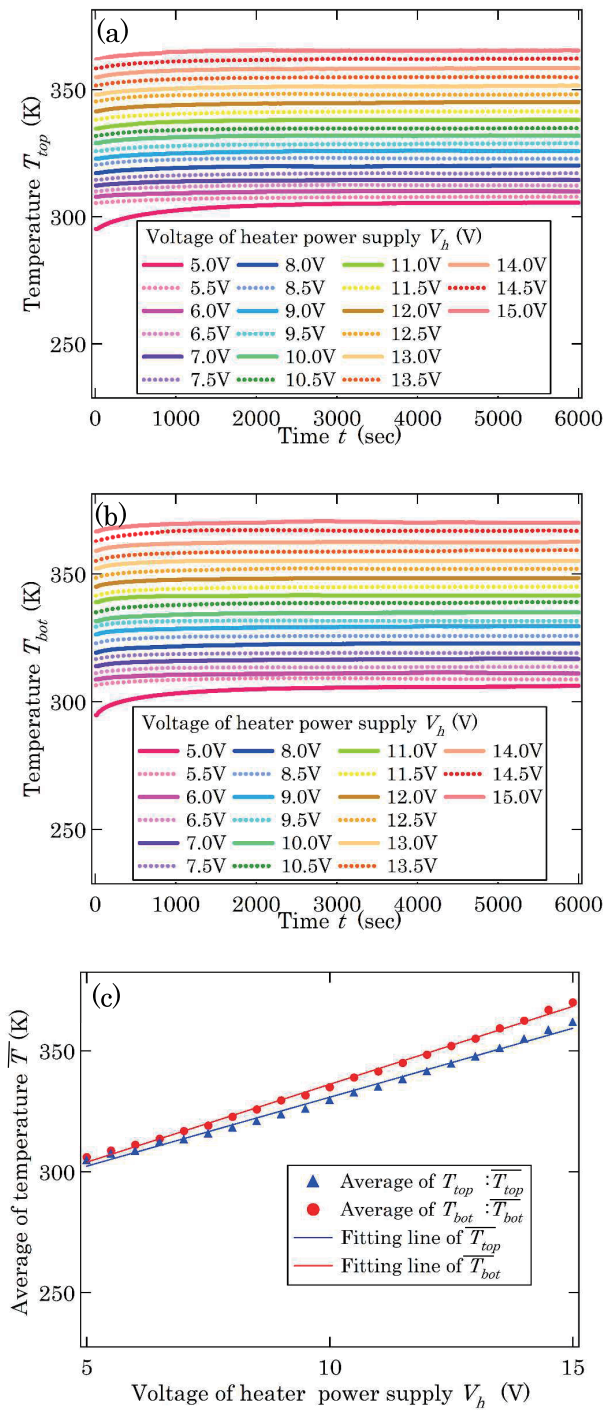 (a)
Temperature T_top (K)
350
300
250
Voltage of heater power supply V_h (V)
5.0V 8.0V 11.0V 14.0V
5.5V 8.5V 11.5V 14.5V
6.0V 9.0V 12.0V 15.0V
6.5V 9.5V 12.5V
7.0V 10.0V 13.0V
7.5V 10.5V 13.5V
0 1000 2000 3000 4000 5000 6000
Time t (sec)
(b)
Temperature T_bot (K)
350
300
250
Voltage of heater power supply V_h (V)
5.0V 8.0V 11.0V 14.0V
5.5V 8.5V 11.5V 14.5V
6.0V 9.0V 12.0V 15.0V
6.5V 9.5V 12.5V
7.0V 10.0V 13.0V
7.5V 10.5V 13.5V
0 1000 2000 3000 4000 5000 6000
Time t (sec)
(c)
Average of temperature T̅ (K)
350
300
250
Average of T_top : T_top
Average of T_bot : T_bot
Fitting line of T_top
Fitting line of T_bot
5 10 15
Voltage of heater power supply V_h (V)